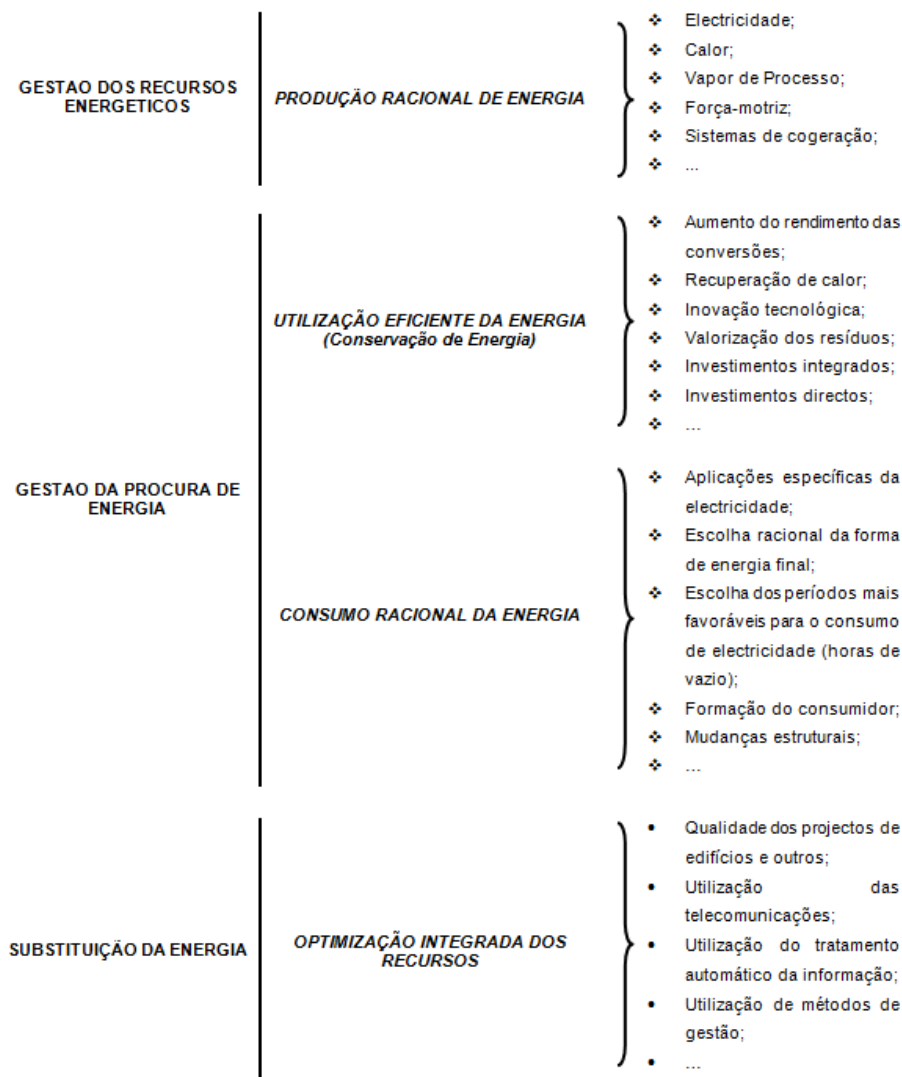 GESTAO DOS RECURSOS
ENERGETICOS
PRODUÇÃO RACIONAL DE ENERGIA
❖ Electricidade;
❖ Calor;
❖ Vapor de Processo;
❖ Força-motriz;
❖ Sistemas de cogeração;
❖ ...
GESTAO DA PROCURA DE
ENERGIA
UTILIZAÇÃO EFICIENTE DA ENERGIA
(Conservação de Energia)
❖ Aumento do rendimento das
conversões;
❖ Recuperação de calor;
❖ Inovação tecnológica;
❖ Valorização dos resíduos;
❖ Investimentos integrados;
❖ Investimentos directos;
❖ ...
CONSUMO RACIONAL DA ENERGIA
❖ Aplicações específicas da
electricidade;
❖ Escolha racional da forma
de energia final;
❖ Escolha dos períodos mais
favoráveis para o consumo
de electricidade (horas de
vazio);
❖ Formação do consumidor;
❖ Mudanças estruturais;
❖ ...
SUBSTITUIÇÃO DA ENERGIA
OPTIMIZAÇÃO INTEGRADA DOS
RECURSOS
• Qualidade dos projectos de
edifícios e outros;
• Utilização das
telecomunicações;
• Utilização do tratamento
automático da informação;
• Utilização de métodos de
gestão;
• ...